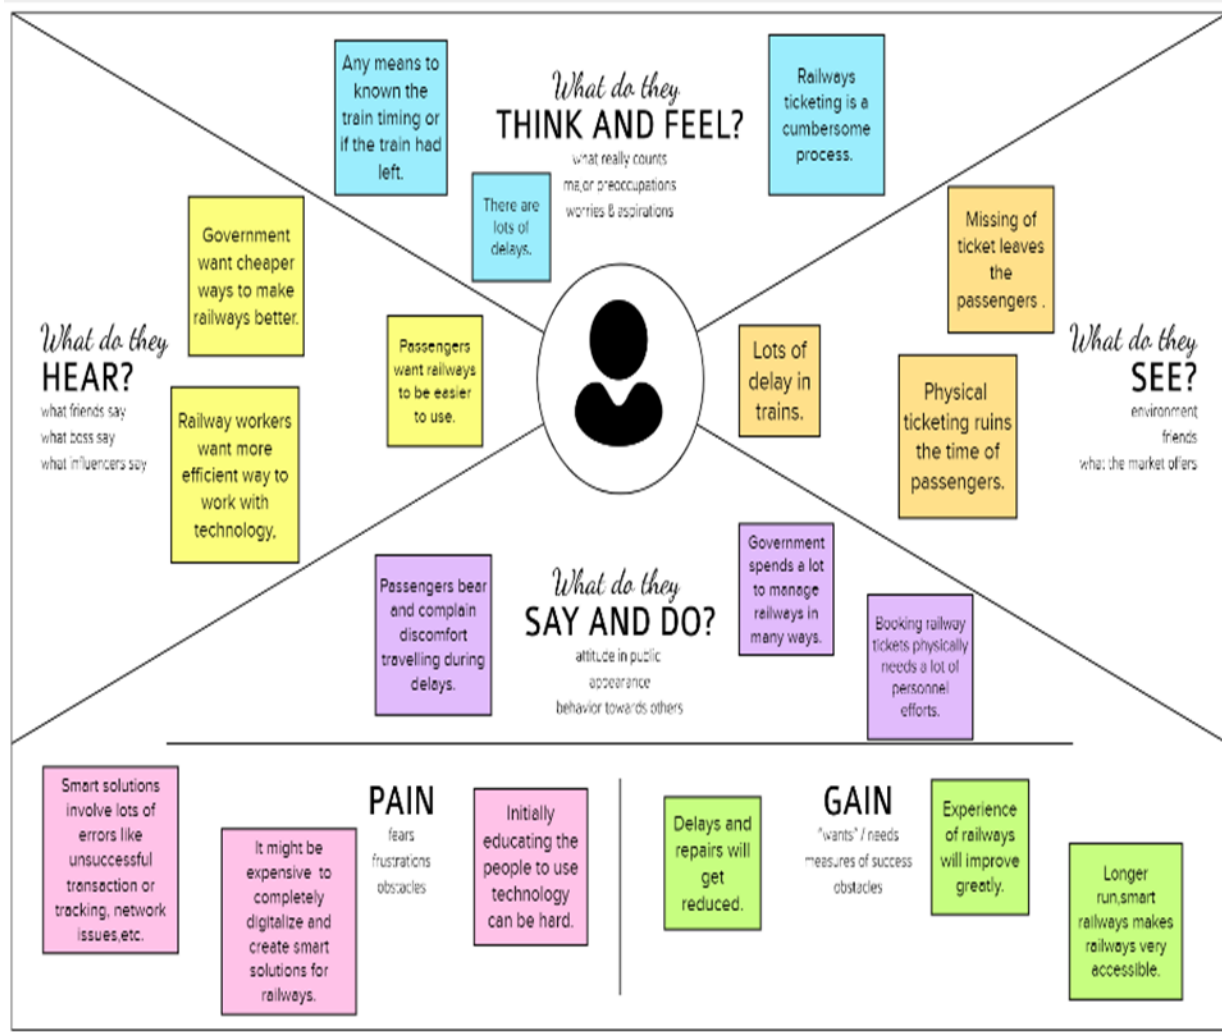 Any means to
known the
train timing or
if the train had
left.
What do they
THINK AND FEEL?
what really counts
major preoccupations
worries & aspirations
There are
lots of
delays.
Railways
ticketing is a
cumbersome
process.
What do they
HEAR?
what friends say
what boss say
what influencers say
Government
want cheaper
ways to make
railways better.
Passengers
want railways
to be easier
to use.
Railway workers
want more
efficient way to
work with
technology,
Missing of
ticket leaves
the
passengers .
Lots of
delay in
trains.
Physical
ticketing ruins
the time of
passengers.
What do they
SEE?
environment
friends
what the market offers
Passengers bear
and complain
discomfort
travelling during
delays.
What do they
SAY AND DO?
attitude in public
appearance
behavior towards others
Government
spends a lot
to manage
railways in
many ways.
Booking railway
tickets physically
needs a lot of
personnel
efforts.
Smart solutions
involve lots of
errors like
unsuccessful
transaction or
tracking, network
issues,etc.
It might be
expensive to
completely
digitalize and
create smart
solutions for
railways.
PAIN
fears
frustrations
obstacles
Initially
educating the
people to use
technology
can be hard.
Delays and
repairs will
get
reduced.
GAIN
"wants" / needs
measures of success
obstacles
Experience
of railways
will improve
greatly.
Longer
run,smart
railways makes
railways very
accessible.